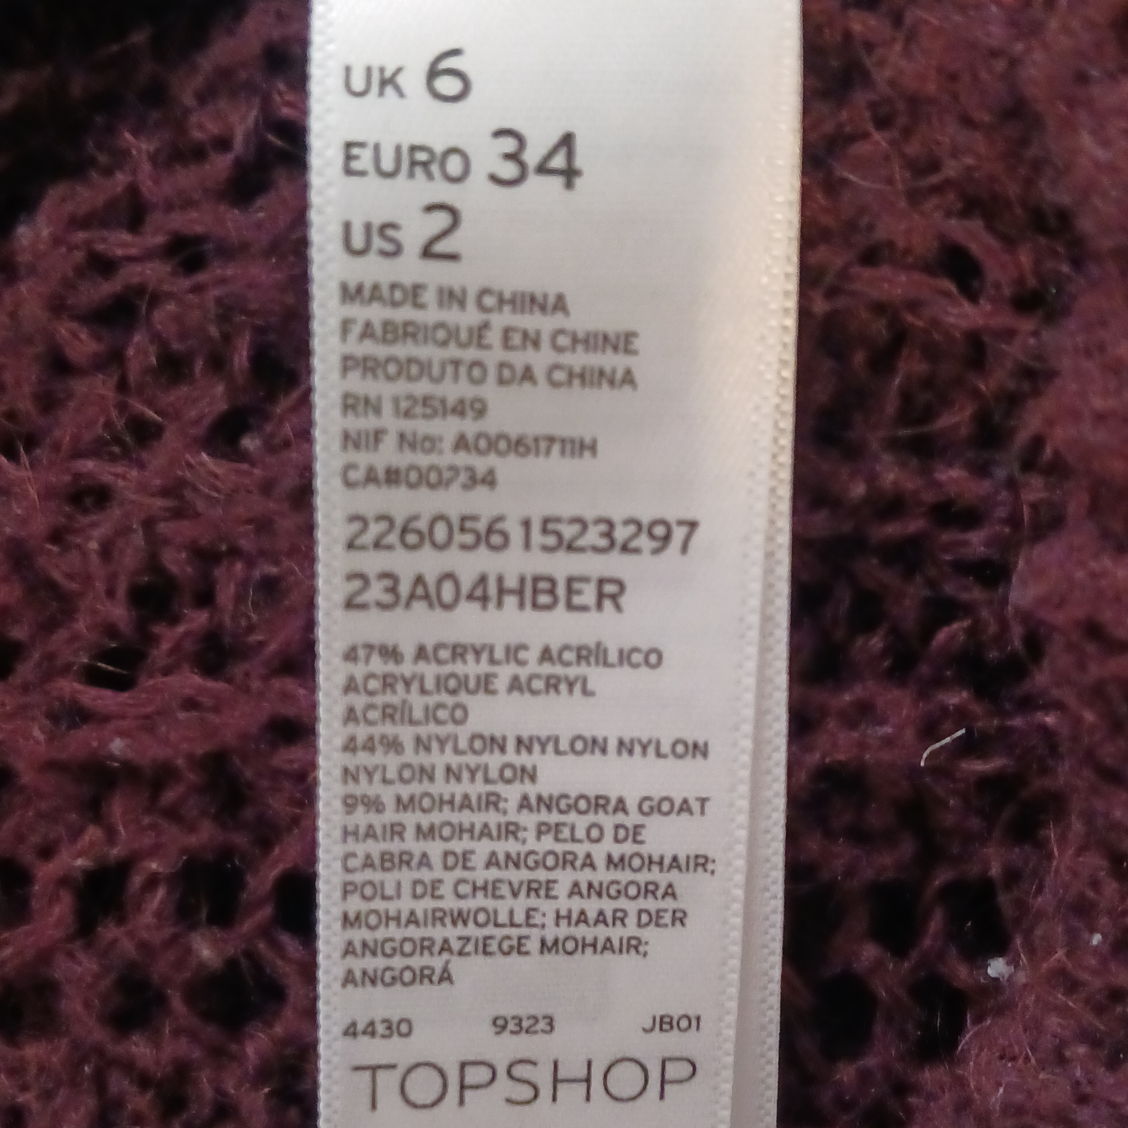 UK 6
EURO 34
US 2
MADE IN CHINA
FABRIQUÉ EN CHINE
PRODUTO DA CHINA
RN 125149
NIF No: A0061711H
CA#00734
2260561523297
23A04HBER
47% ACRYLIC ACRÍLICO
ACRYLIQUE ACRYL
ACRÍLICO
44% NYLON NYLON NYLON
NYLON NYLON
9% MOHAIR; ANGORA GOAT
HAIR MOHAIR; PELO DE
CABRA DE ANGORA MOHAIR;
POLI DE CHEVRE ANGORA
MOHAIRWOLLE; HAAR DER
ANGORAZIEGE MOHAIR;
ANGORÁ
4430 9323 JB01
TOPSHOP